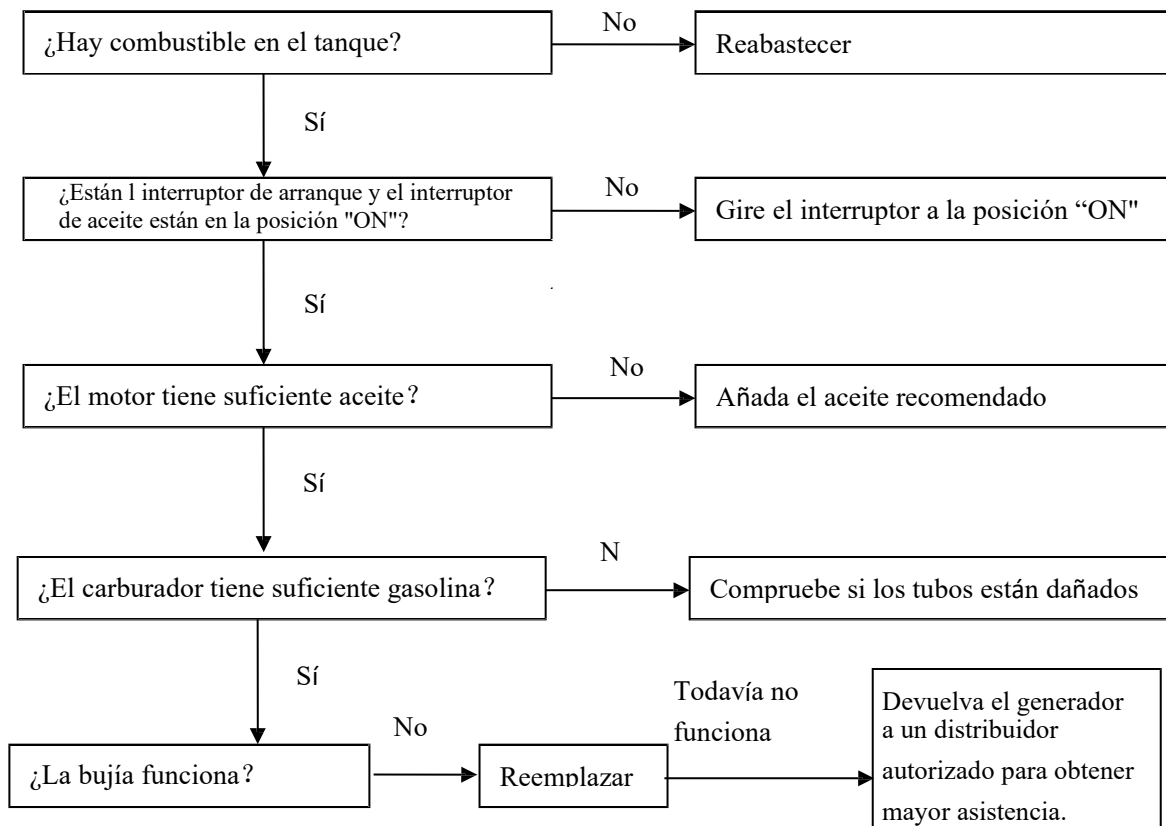 ¿Hay combustible en el tanque?
No
Reabastecer
Sí
¿Están l interruptor de arranque y el interruptor
de aceite están en la posición "ON"?
No
Gire el interruptor a la posición “ON"
Sí
¿El motor tiene suficiente aceite?
No
Añada el aceite recomendado
Sí
¿El carburador tiene suficiente gasolina?
N
Compruebe si los tubos están dañados
Sí
¿La bujía funciona?
No
Reemplazar
Todavía no
funciona
Devuelva el generador
a un distribuidor
autorizado para obtener
mayor asistencia.